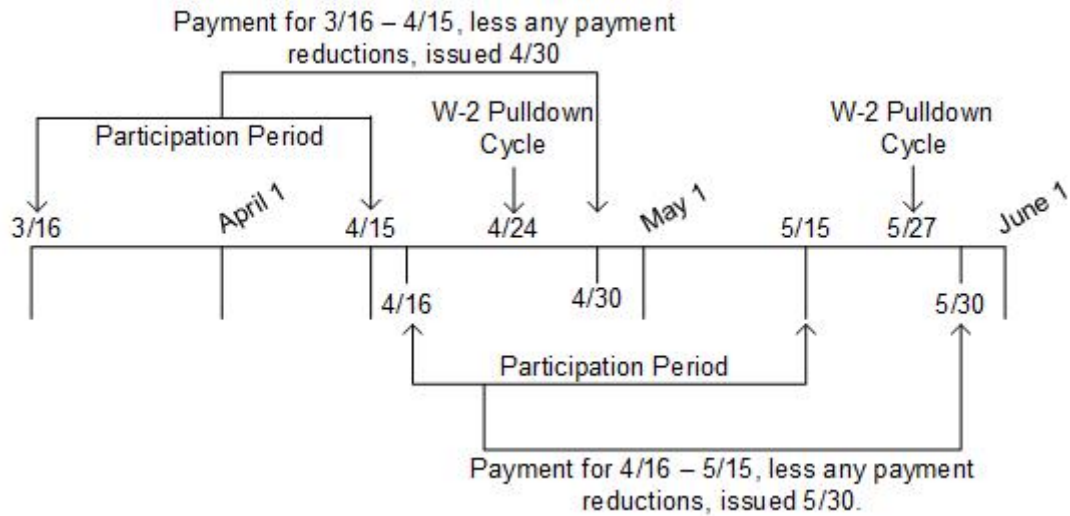 Payment for 3/16 – 4/15, less any payment
reductions, issued 4/30
W-2 Pulldown
Cycle
W-2 Pulldown
Cycle
Participation Period
3/16
April 1
4/15
4/24
May 1
5/15
5/27
June 1
4/16
4/30
5/30
Participation Period
Payment for 4/16 – 5/15, less any payment
reductions, issued 5/30.